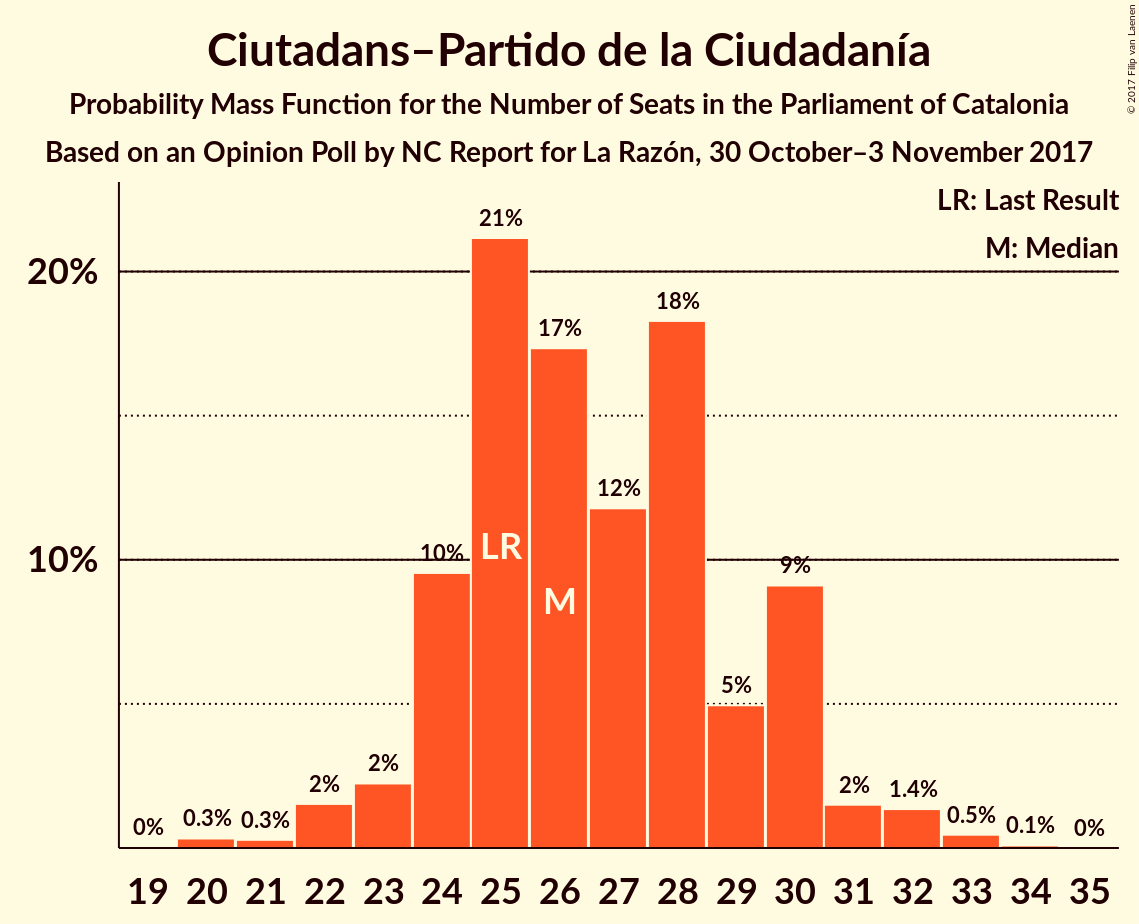 Ciutadans–Partido de la Ciudadanía
Probability Mass Function for the Number of Seats in the Parliament of Catalonia
Based on an Opinion Poll by NC Report for La Razón, 30 October–3 November 2017
© 2017 Filip van Laenen
LR: Last Result
M: Median
20%
10%
0%
0.3%
0.3%
2%
2%
10%
21%
17%
12%
18%
5%
9%
2%
1.4%
0.5%
0.1%
0%
LR
M
19 20 21 22 23 24 25 26 27 28 29 30 31 32 33 34 35